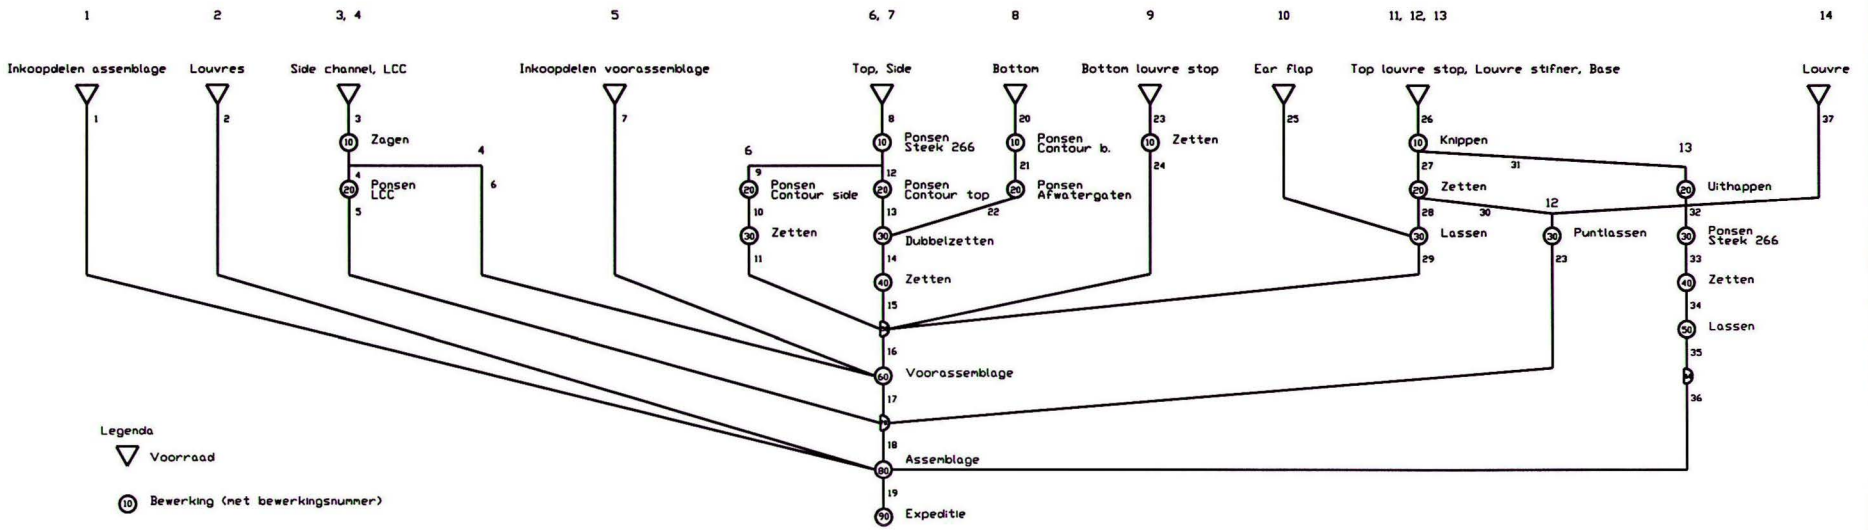 1 2 3, 4 5 6, 7 8 9 10 11, 12, 13 14
Inkoopdelen assemblage Louvres Side channel, LCC Inkoopdelen voorassemblage Top, Side Bottom Bottom louvre stop Ear flap Top louvre stop, Louvre stifner, Base Louvre
1 2 3 7 8 20 23 25 26 37
10 Zagen 10 Ponsen Steek 266 10 Ponsen Contour b. 10 Zetten 10 Knippen
4 6 13
4 6 9 12 21 24 27 31
20 Ponsen LCC 20 Ponsen Contour side 20 Ponsen Contour top 20 Ponsen Afwatergaten 20 Zetten 20 Uithappen
12
5 10 13 22 28 30 32
30 Zetten 30 Dubbelzetten 30 Lassen 30 Puntlassen 30 Ponsen Steek 266
11 14 29 23 33
40 Zetten 40 Zetten
15 34
50 Lassen
16 35
60 Voorassemblage
17 36
Legenda
18
Voorraad
80 Assemblage
19
10 Bewerking (met bewerkingsnummer)
90 Expeditie